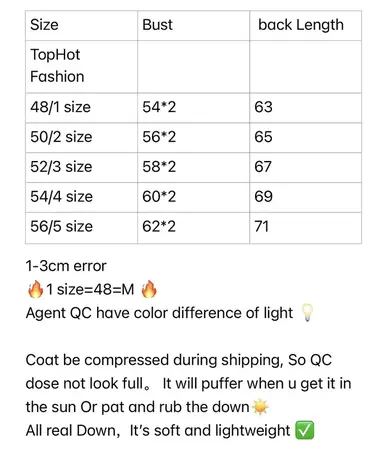 Size Bust back Length
TopHot
Fashion
48/1 size 54*2 63
50/2 size 56*2 65
52/3 size 58*2 67
54/4 size 60*2 69
56/5 size 62*2 71
1-3cm error
🔥1 size=48=M 🔥
Agent QC have color difference of light 💡
Coat be compressed during shipping, So QC
dose not look full。 It will puffer when u get it in
the sun Or pat and rub the down☀️
All real Down，It's soft and lightweight ✅